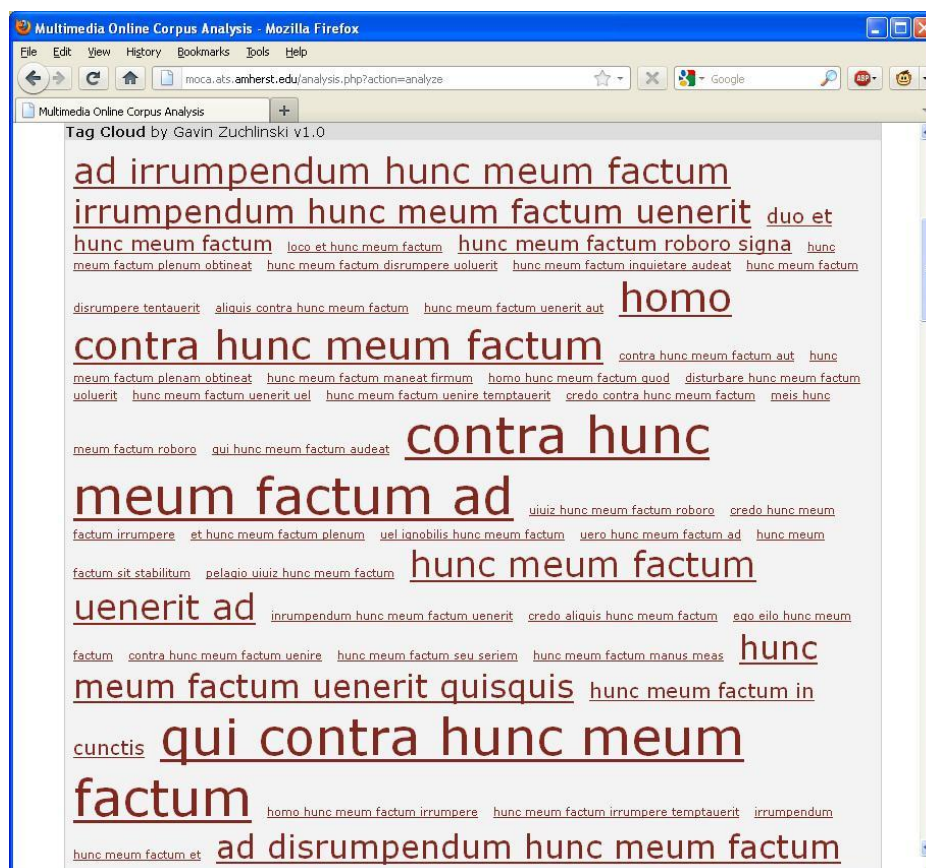 Multimedia Online Corpus Analysis - Mozilla Firefox
File Edit View History Bookmarks Tools Help
moca.ats.amherst.edu/analysis.php?action=analyze Google ABP
Multimedia Online Corpus Analysis +
Tag Cloud by Gavin Zuchlinski v1.0
ad irrumpendum hunc meum factum
irrumpendum hunc meum factum uenerit duo et
hunc meum factum loco et hunc meum factum hunc meum factum roboro signa hunc
meum factum plenum obtineat hunc meum factum disrumpere uoluerit hunc meum factum inquietare audeat hunc meum factum
disrumpere tentauerit aliquis contra hunc meum factum hunc meum factum uenerit aut homo
contra hunc meum factum contra hunc meum factum aut hunc
meum factum plenam obtineat hunc meum factum maneat firmum homo hunc meum factum quod disturbare hunc meum factum
uoluerit hunc meum factum uenerit uel hunc meum factum uenire temptauerit credo contra hunc meum factum meis hunc
meum factum roboro qui hunc meum factum audeat contra hunc
meum factum ad uiuiz hunc meum factum roboro credo hunc meum
factum irrumpere et hunc meum factum plenum uel ignobilis hunc meum factum uero hunc meum factum ad hunc meum
factum sit stabilitum pelagio uiuiz hunc meum factum hunc meum factum
uenerit ad inrumpendum hunc meum factum uenerit credo aliquis hunc meum factum ego eilo hunc meum
factum contra hunc meum factum uenire hunc meum factum seu seriem hunc meum factum manus meas hunc
meum factum uenerit quisquis hunc meum factum in
cunctis qui contra hunc meum
factum homo hunc meum factum irrumpere hunc meum factum irrumpere temptauerit irrumpendum
hunc meum factum et ad disrumpendum hunc meum factum